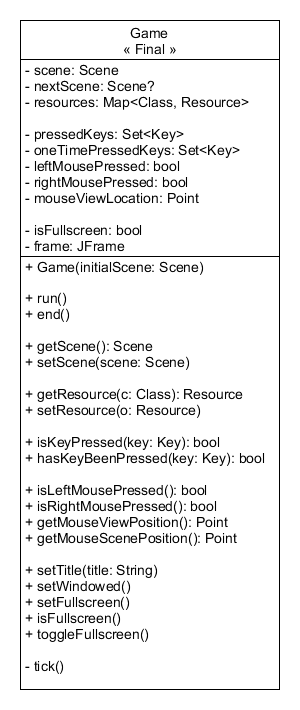 Game
« Final »
- scene: Scene
- nextScene: Scene?
- resources: Map<Class, Resource>
- pressedKeys: Set<Key>
- oneTimePressedKeys: Set<Key>
- leftMousePressed: bool
- rightMousePressed: bool
- mouseViewLocation: Point
- isFullscreen: bool
- frame: JFrame
+ Game(initialScene: Scene)
+ run()
+ end()
+ getScene(): Scene
+ setScene(scene: Scene)
+ getResource(c: Class): Resource
+ setResource(o: Resource)
+ isKeyPressed(key: Key): bool
+ hasKeyBeenPressed(key: Key): bool
+ isLeftMousePressed(): bool
+ isRightMousePressed(): bool
+ getMouseViewPosition(): Point
+ getMouseScenePosition(): Point
+ setTitle(title: String)
+ setWindowed()
+ setFullscreen()
+ isFullscreen()
+ toggleFullscreen()
- tick()